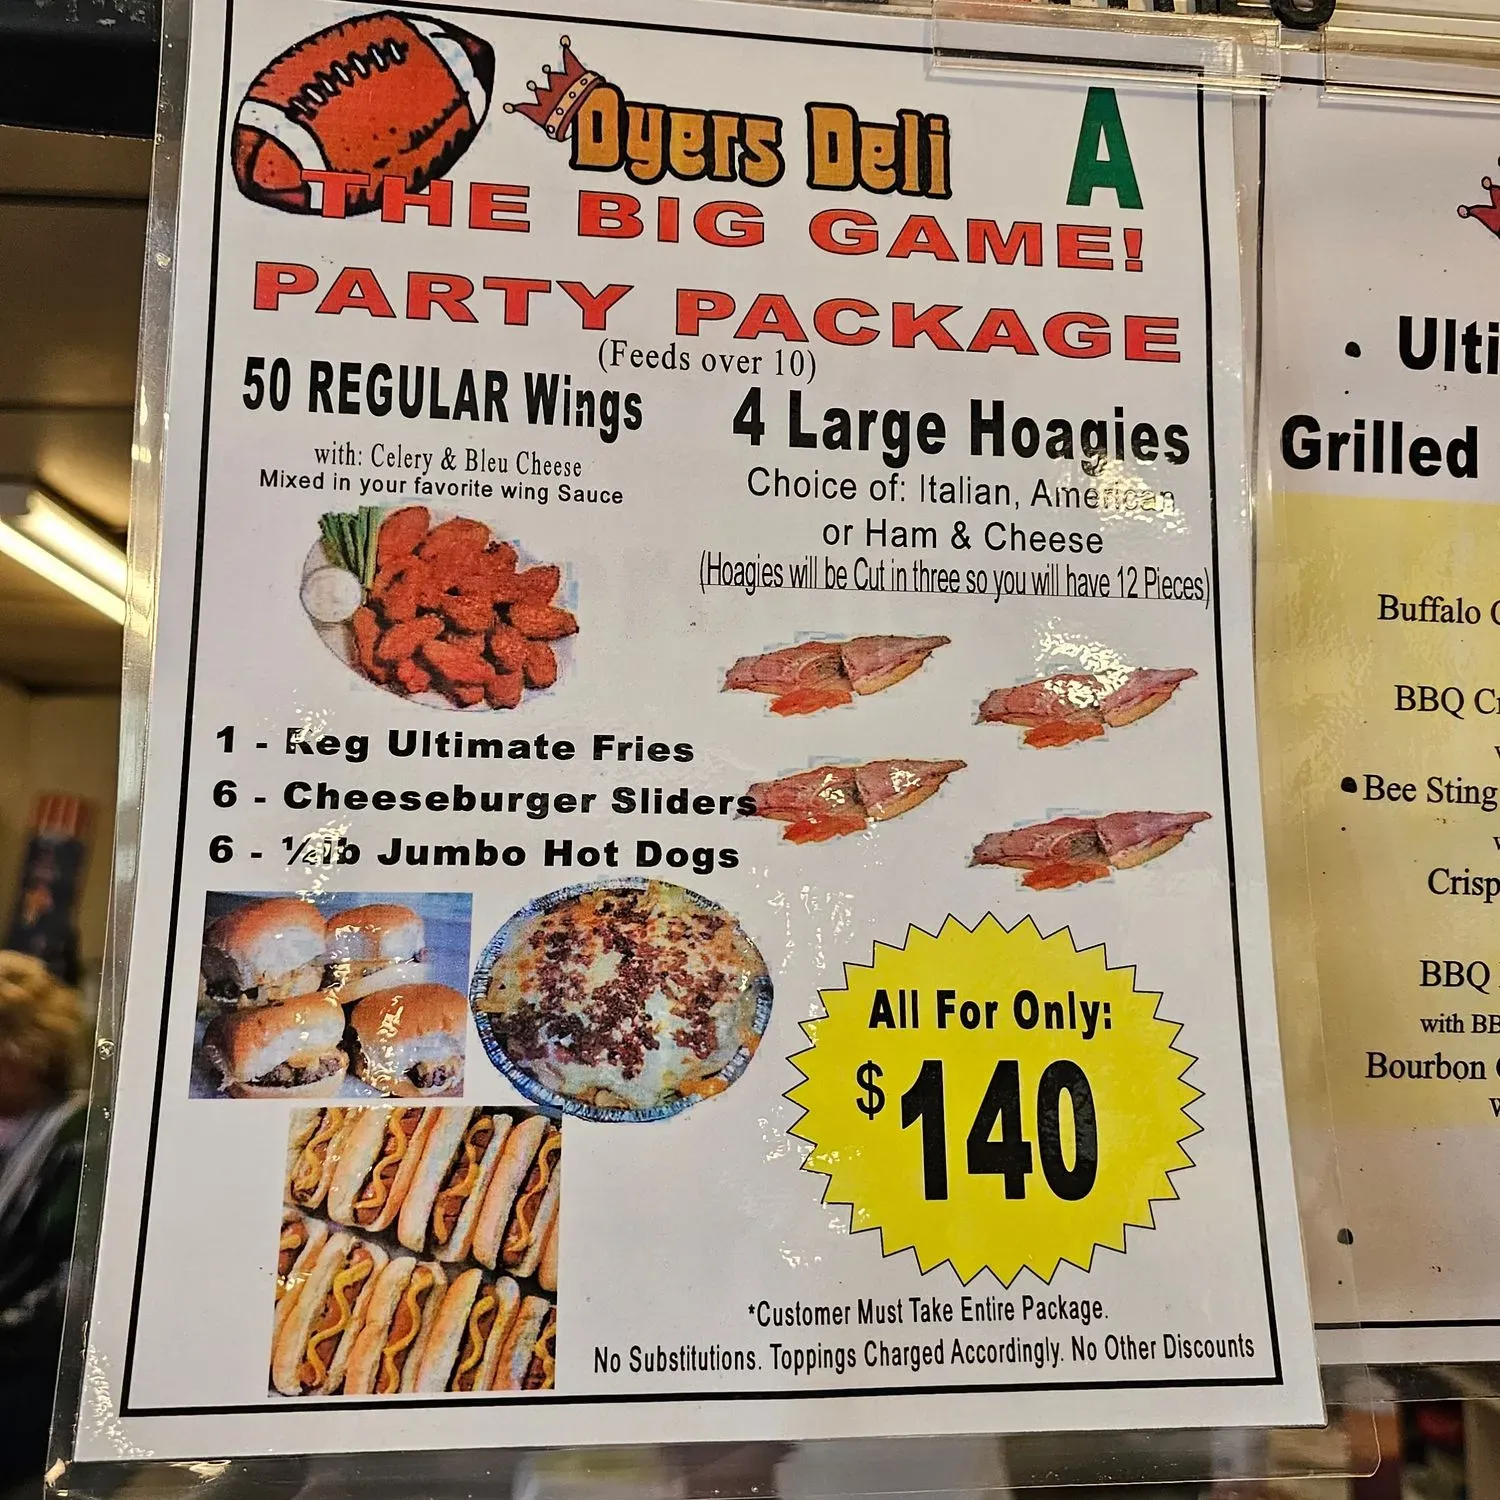 Dyers Deli
A
THE BIG GAME!
PARTY PACKAGE
(Feeds over 10)
50 REGULAR Wings
with: Celery & Bleu Cheese
Mixed in your favorite wing Sauce
4 Large Hoagies
Choice of: Italian, American
or Ham & Cheese
(Hoagies will be Cut in three so you will have 12 Pieces)
1 - Reg Ultimate Fries
6 - Cheeseburger Sliders
6 - ½lb Jumbo Hot Dogs
All For Only:
$140
*Customer Must Take Entire Package.
No Substitutions. Toppings Charged Accordingly. No Other Discounts
• Ulti
Grilled
Buffalo
BBQ
• Bee Sting
Crisp
BBQ
with
Bourbon